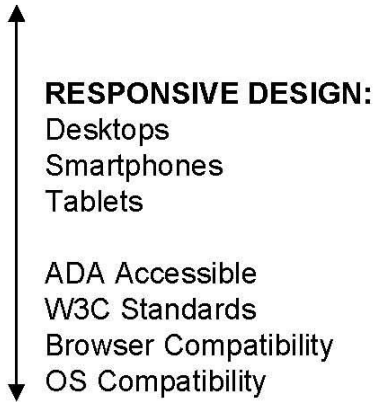 RESPONSIVE DESIGN:
Desktops
Smartphones
Tablets
ADA Accessible
W3C Standards
Browser Compatibility
OS Compatibility